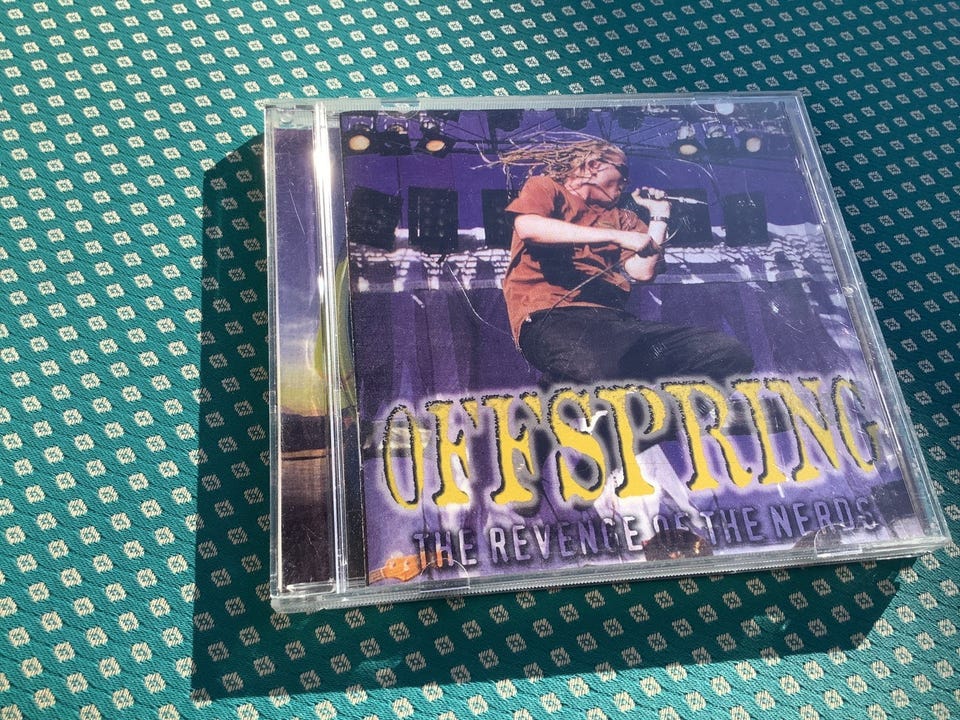 OFFSPRING
THE REVENGE OF THE NERDS